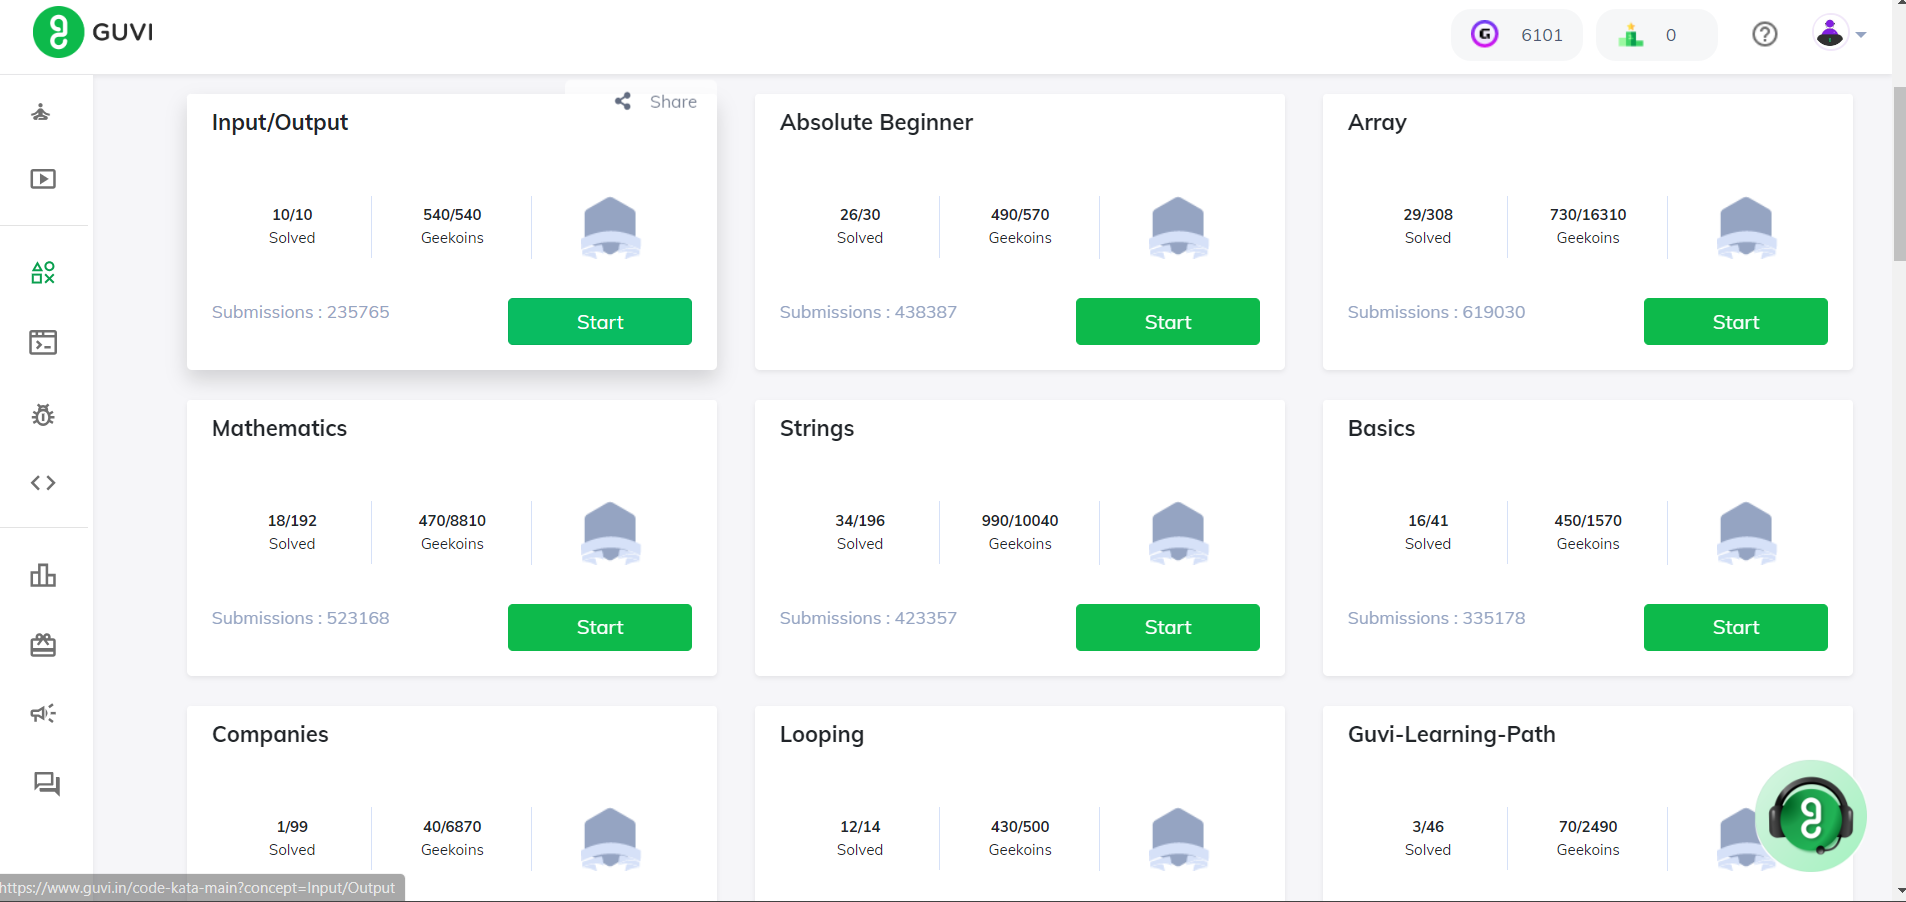 GUVI
6101
0
Share
Input/Output
Absolute Beginner
Array
10/10
540/540
26/30
490/570
29/308
730/16310
Solved
Geekoins
Solved
Geekoins
Solved
Geekoins
Submissions : 235765
Start
Submissions : 438387
Start
Submissions : 619030
Start
Mathematics
Strings
Basics
18/192
470/8810
34/196
990/10040
16/41
450/1570
Solved
Geekoins
Solved
Geekoins
Solved
Geekoins
Submissions : 523168
Start
Submissions : 423357
Start
Submissions : 335178
Start
Companies
Looping
Guvi-Learning-Path
1/99
40/6870
12/14
430/500
3/46
70/2490
Solved
Geekoins
Solved
Geekoins
Solved
Geekoins
https://www.guvi.in/code-kata-main?concept=Input/Output